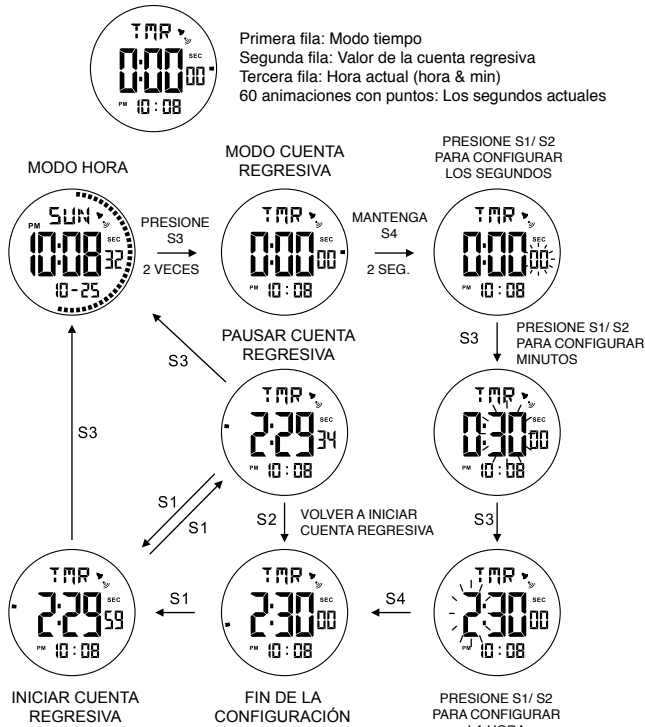 TMR
SEC
0:00 00
PM 10:08
Primera fila: Modo tiempo
Segunda fila: Valor de la cuenta regresiva
Tercera fila: Hora actual (hora & min)
60 animaciones con puntos: Los segundos actuales
MODO HORA
SUN
PM
SEC
10:08 32
10-25
PRESIONE
S3
2 VECES
MODO CUENTA
REGRESIVA
TMR
SEC
0:00 00
PM 10:08
MANTENGA
S4
2 SEG.
PRESIONE S1/ S2
PARA CONFIGURAR
LOS SEGUNDOS
TMR
SEC
0:00 00
PM 10:08
S3
PRESIONE S1/ S2
PARA CONFIGURAR
MINUTOS
PAUSAR CUENTA
REGRESIVA
S3
TMR
SEC
2:29 34
PM 10:08
TMR
SEC
0:30 00
PM 10:08
S3
S1
S1
S2
VOLVER A INICIAR
CUENTA REGRESIVA
S3
TMR
SEC
2:29 59
PM 10:08
S1
TMR
SEC
2:30 00
PM 10:08
S4
TMR
SEC
2:30 00
PM 10:08
INICIAR CUENTA
REGRESIVA
FIN DE LA
CONFIGURACIÓN
PRESIONE S1/ S2
PARA CONFIGURAR
LA HORA